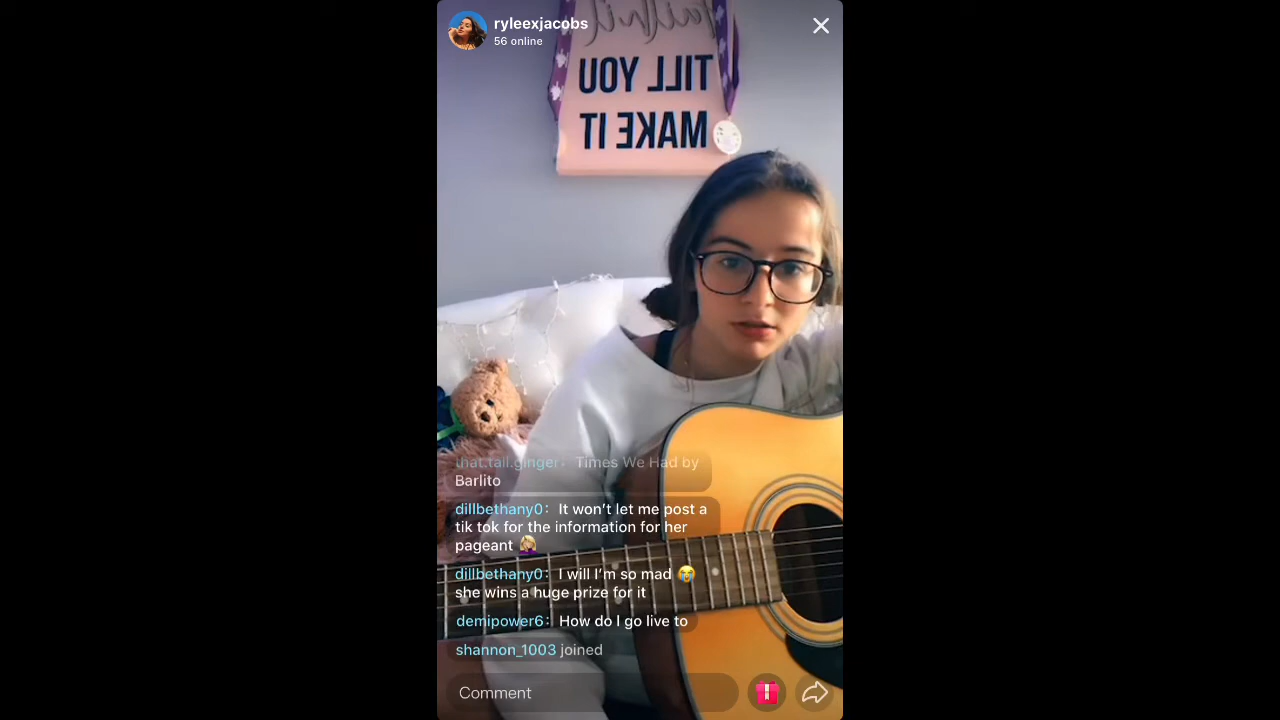 ryleexjacobs
56 online
TILL YOU
MAKE IT
that.tall.ginger: Times We Had by
Barlito
dillbethany0: It won’t let me post a
tik tok for the information for her
pageant 💁🏼‍♀️
dillbethany0: I will I’m so mad 😭
she wins a huge prize for it
demipower6: How do I go live to
shannon_1003 joined
Comment